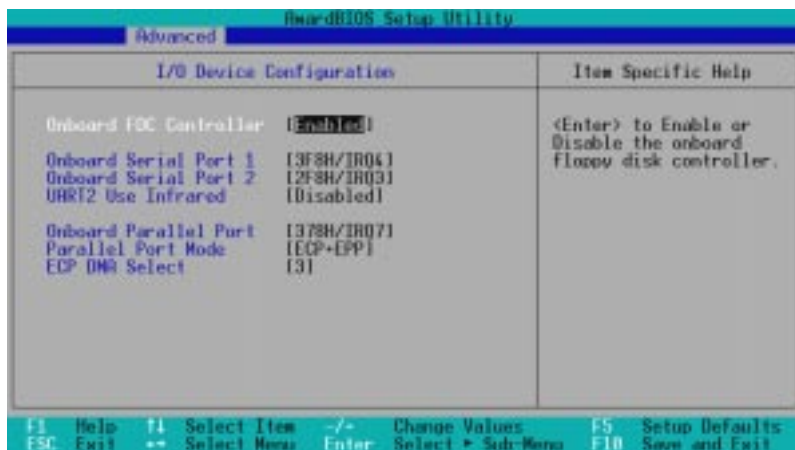 AwardBIOS Setup Utility
Advanced
I/O Device Configuration
Item Specific Help
Onboard FDC Controller [Enabled]
Onboard Serial Port 1 [3F8H/IRQ4]
Onboard Serial Port 2 [2F8H/IRQ3]
UART2 Use Infrared [Disabled]
Onboard Parallel Port [378H/IRQ7]
Parallel Port Mode [ECP+EPP]
ECP DMA Select [3]
<Enter> to Enable or
Disable the onboard
floppy disk controller.
F1 Help ↑↓ Select Item -/+ Change Values F5 Setup Defaults
ESC Exit ←→ Select Menu Enter Select ► Sub-Menu F10 Save and Exit